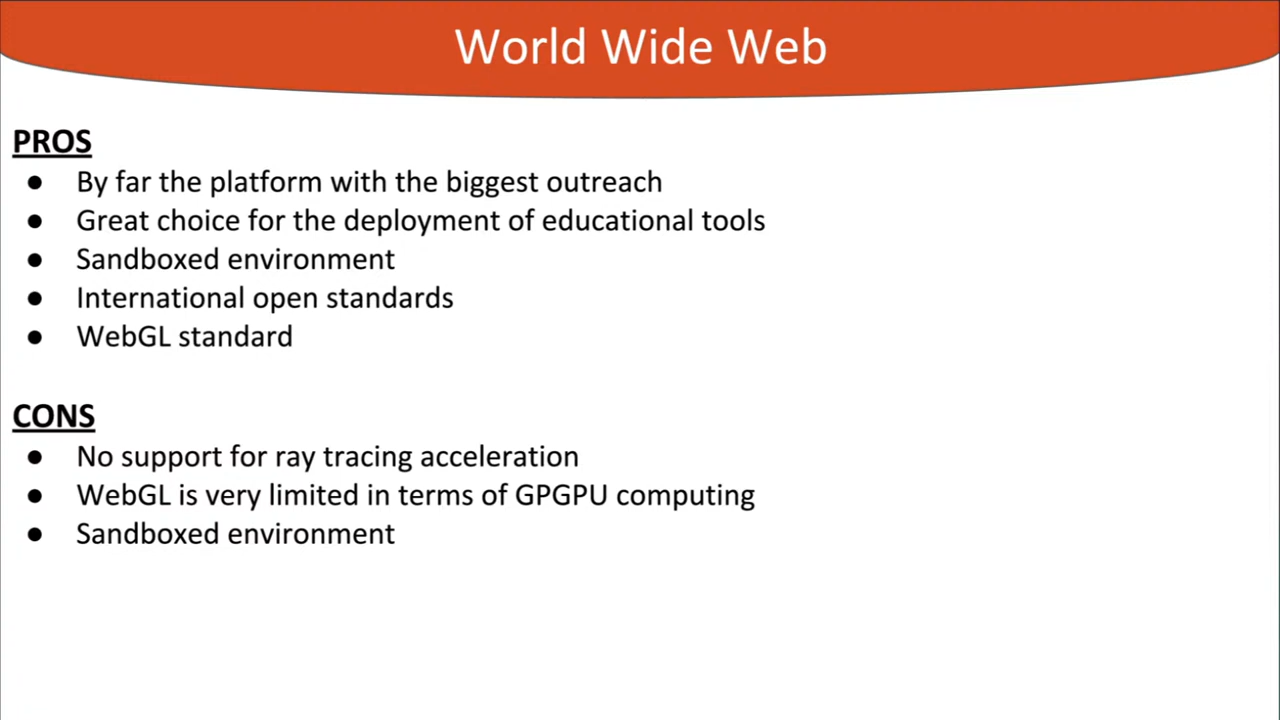 World Wide Web
PROS
● By far the platform with the biggest outreach
● Great choice for the deployment of educational tools
● Sandboxed environment
● International open standards
● WebGL standard
CONS
● No support for ray tracing acceleration
● WebGL is very limited in terms of GPGPU computing
● Sandboxed environment